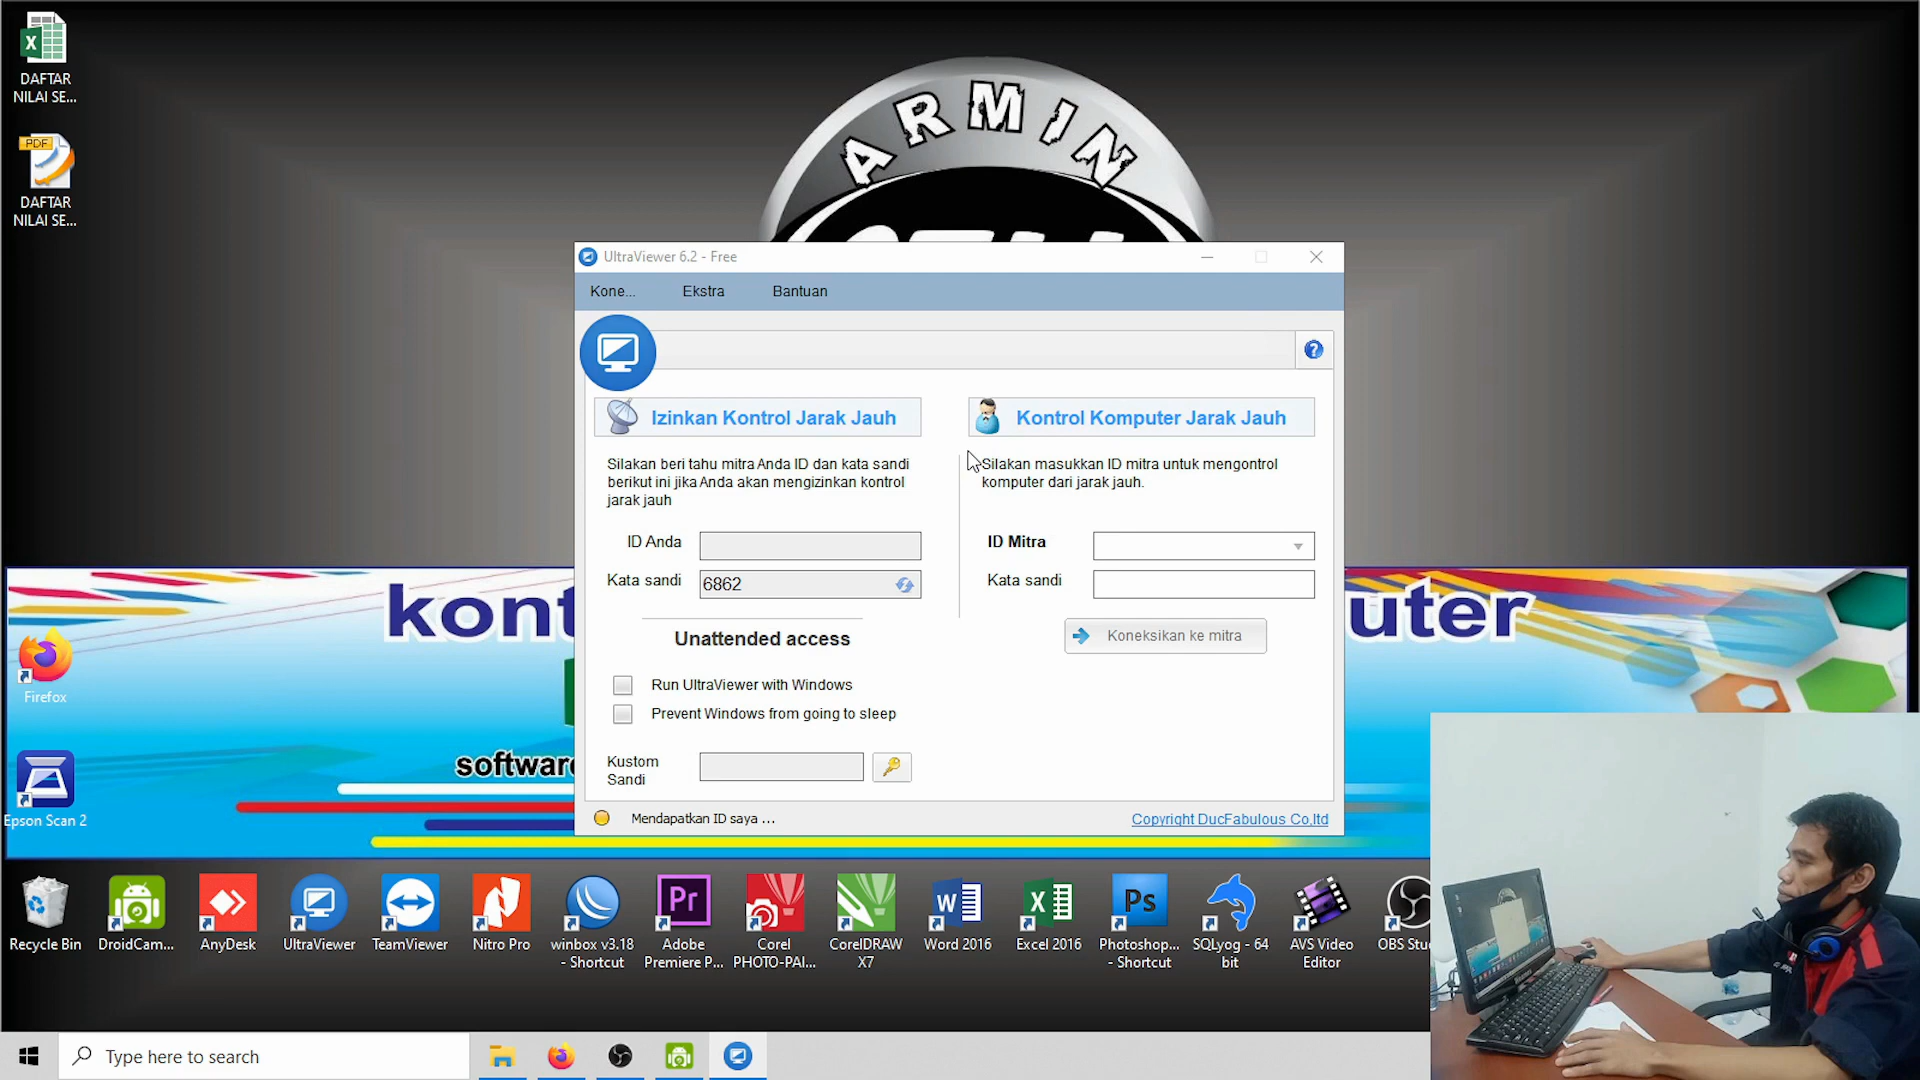 DAFTAR
NILAI SE...
PDF
DAFTAR
NILAI SE...
ARMIN
UltraViewer 6.2 - Free
Kone...
Ekstra
Bantuan
Izinkan Kontrol Jarak Jauh
Silakan beri tahu mitra Anda ID dan kata sandi
berikut ini jika Anda akan mengizinkan kontrol
jarak jauh
ID Anda
Kata sandi
6862
Unattended access
Run UltraViewer with Windows
Prevent Windows from going to sleep
Kustom
Sandi
Kontrol Komputer Jarak Jauh
Silakan masukkan ID mitra untuk mengontrol
komputer dari jarak jauh.
ID Mitra
Kata sandi
Koneksikan ke mitra
Mendapatkan ID saya ...
Copyright DucFabulous Co,ltd
kont
uter
software
Firefox
Epson Scan 2
Recycle Bin
DroidCam...
AnyDesk
UltraViewer
TeamViewer
Nitro Pro
winbox v3.18
- Shortcut
Pr
Adobe
Premiere P...
Corel
PHOTO-PAI...
CorelDRAW
X7
Word 2016
Excel 2016
Ps
Photoshop...
- Shortcut
SQLyog - 64
bit
AVS Video
Editor
OBS Stu
Type here to search